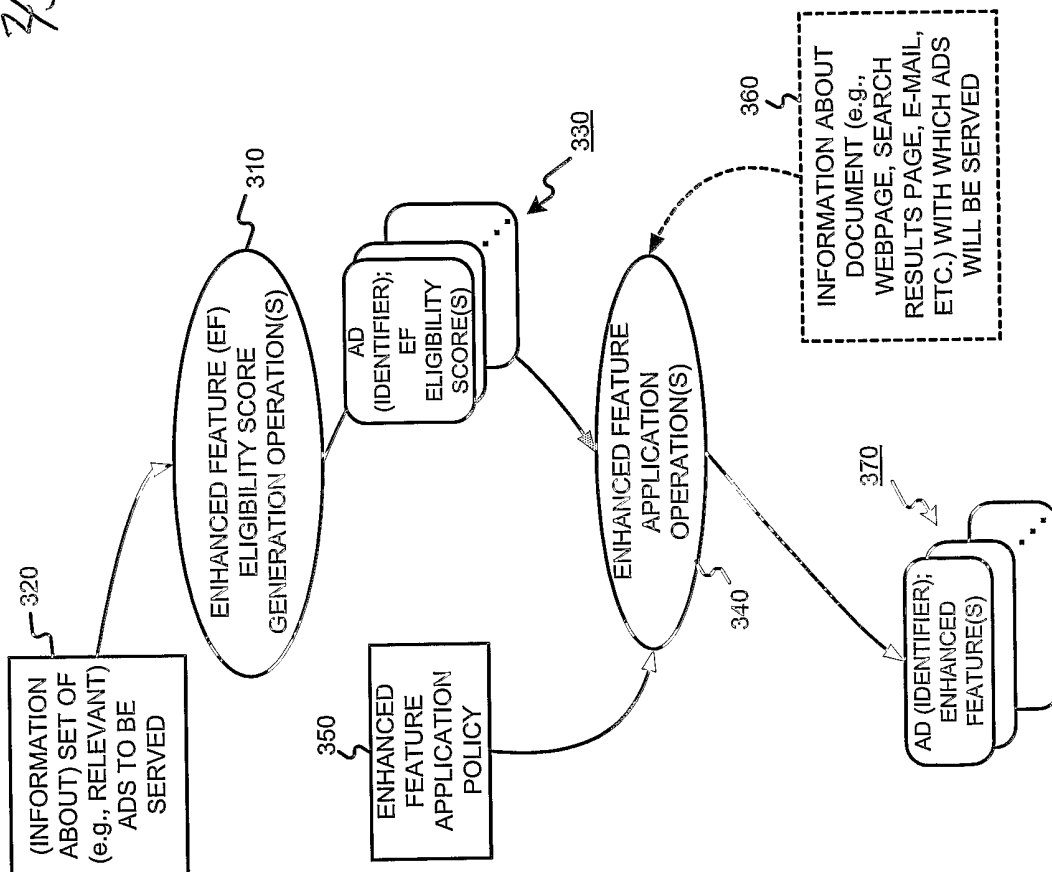 320
(INFORMATION
ABOUT) SET OF
(e.g., RELEVANT)
ADS TO BE
SERVED
310
ENHANCED FEATURE (EF)
ELIGIBILITY SCORE
GENERATION OPERATION(S)
330
AD
(IDENTIFIER);
EF
ELIGIBILITY
SCORE(S)
350
ENHANCED
FEATURE
APPLICATION
POLICY
ENHANCED FEATURE
APPLICATION
OPERATION(S)
340
360
INFORMATION ABOUT
DOCUMENT (e.g.,
WEBPAGE, SEARCH
RESULTS PAGE, E-MAIL,
ETC.) WITH WHICH ADS
WILL BE SERVED
370
AD (IDENTIFIER);
ENHANCED
FEATURE(S)